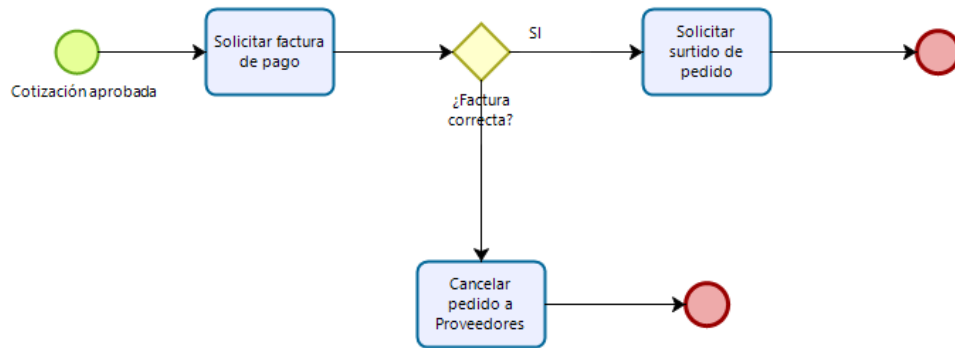 Cotización aprobada
Solicitar factura
de pago
¿Factura
correcta?
SI
Solicitar
surtido de
pedido
Cancelar
pedido a
Proveedores